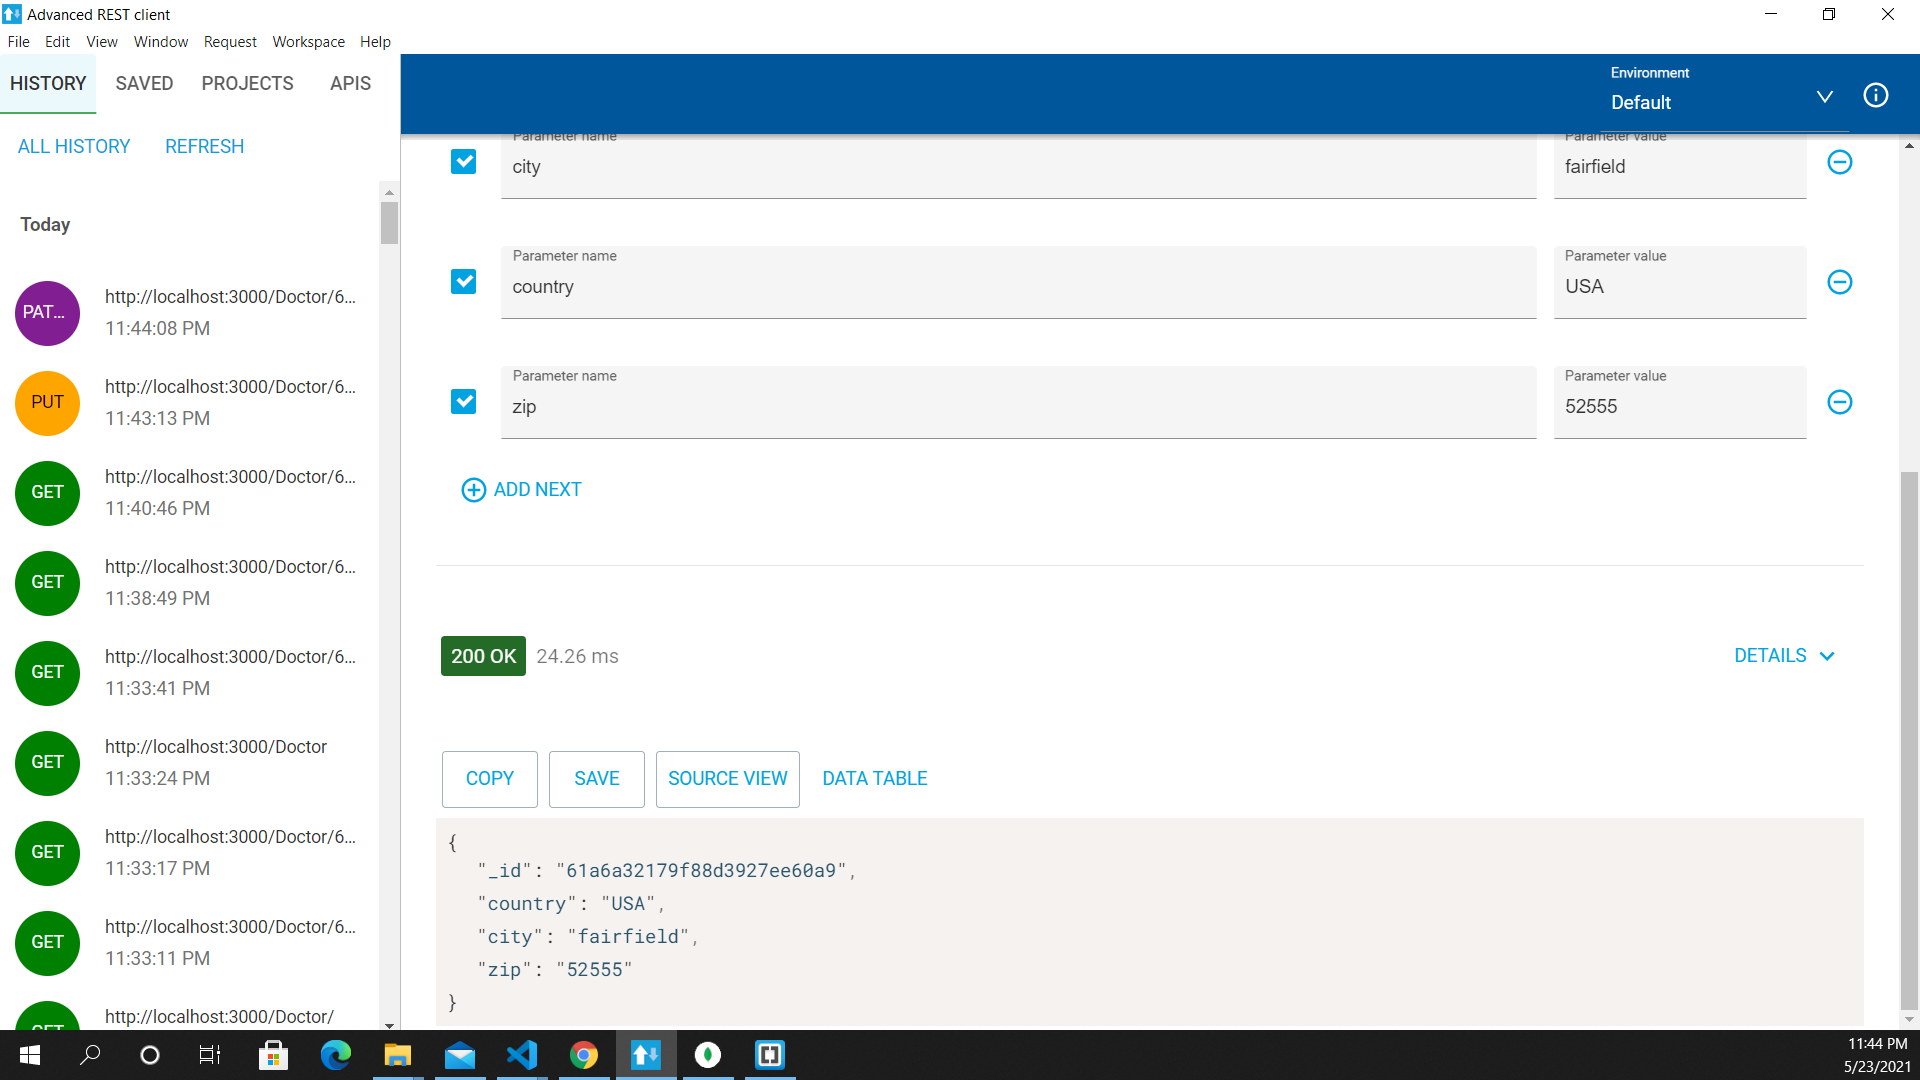 Advanced REST client
File Edit View Window Request Workspace Help
HISTORY SAVED PROJECTS APIS
ALL HISTORY REFRESH
Today
PAT... http://localhost:3000/Doctor/6...
11:44:08 PM
PUT http://localhost:3000/Doctor/6...
11:43:13 PM
GET http://localhost:3000/Doctor/6...
11:40:46 PM
GET http://localhost:3000/Doctor/6...
11:38:49 PM
GET http://localhost:3000/Doctor/6...
11:33:41 PM
GET http://localhost:3000/Doctor
11:33:24 PM
GET http://localhost:3000/Doctor/6...
11:33:17 PM
GET http://localhost:3000/Doctor/6...
11:33:11 PM
GET http://localhost:3000/Doctor/
Environment
Default
Parameter name Parameter value
city fairfield
Parameter name Parameter value
country USA
Parameter name Parameter value
zip 52555
ADD NEXT
200 OK 24.26 ms DETAILS
COPY SAVE SOURCE VIEW DATA TABLE
{
"_id": "61a6a32179f88d3927ee60a9",
"country": "USA",
"city": "fairfield",
"zip": "52555"
}
11:44 PM
5/23/2021